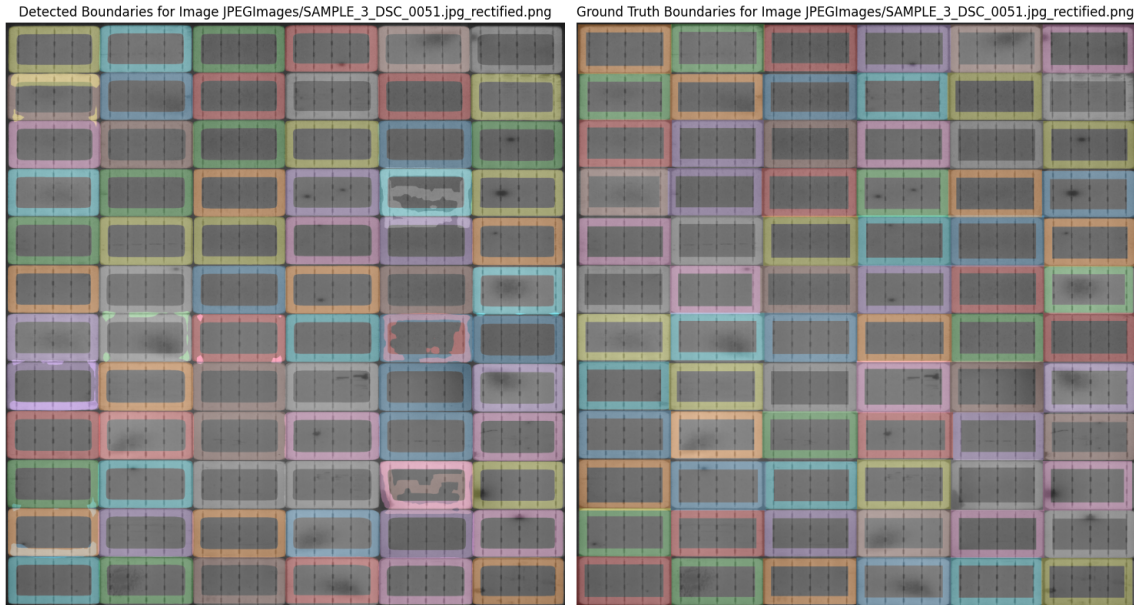 Detected Boundaries for Image JPEGImages/SAMPLE_3_DSC_0051.jpg_rectified.png
Ground Truth Boundaries for Image JPEGImages/SAMPLE_3_DSC_0051.jpg_rectified.png